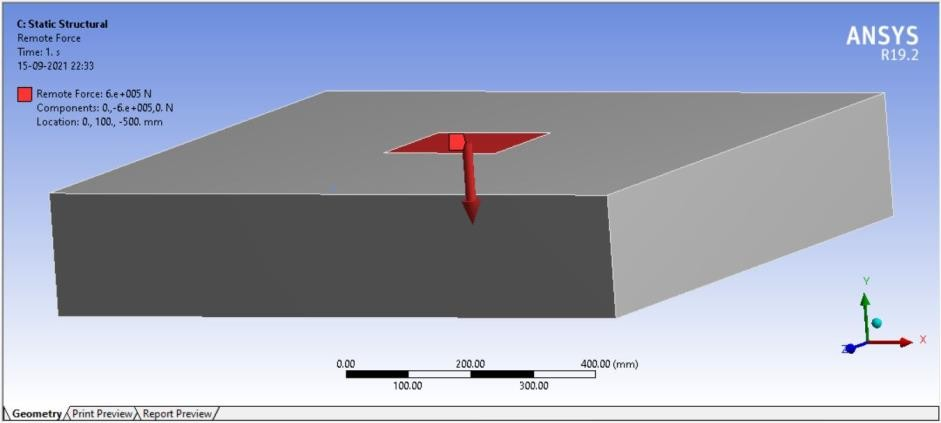 C: Static Structural
Remote Force
Time: 1. s
15-09-2021 22:33
Remote Force: 6.e+005 N
Components: 0.,-6.e+005,0. N
Location: 0., 100., -500. mm
ANSYS
R19.2
Y
X
Z
0.00 200.00 400.00 (mm)
100.00 300.00
Geometry Print Preview Report Preview